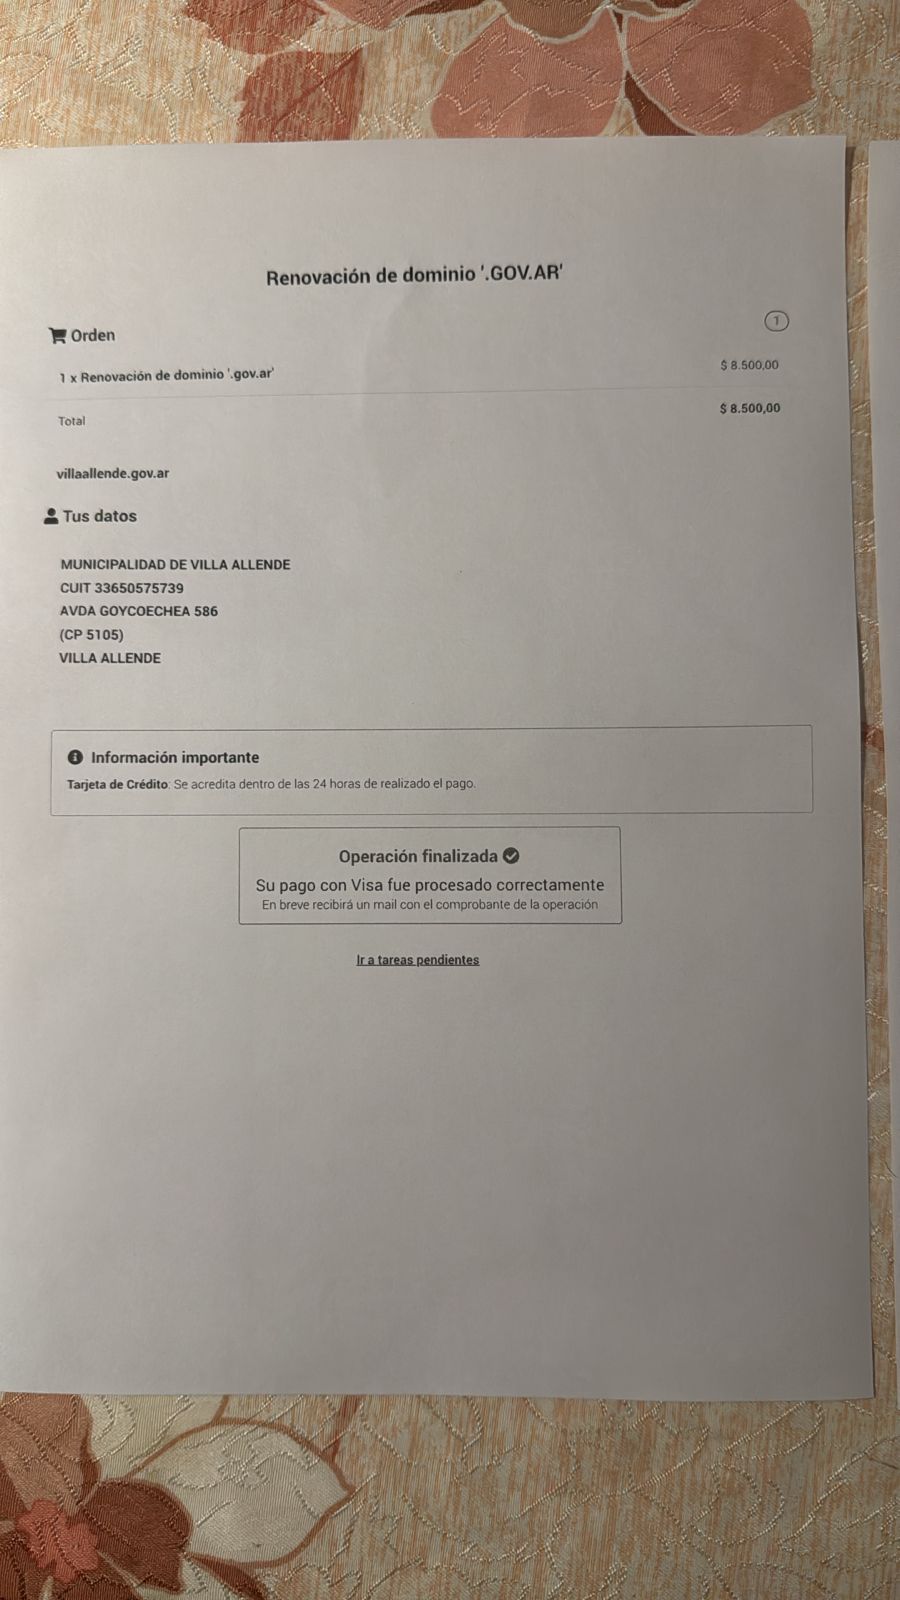 Renovación de dominio '.GOV.AR'
Orden
1
1 x Renovación de dominio '.gov.ar' $ 8.500,00
Total $ 8.500,00
villaallende.gov.ar
Tus datos
MUNICIPALIDAD DE VILLA ALLENDE
CUIT 33650575739
AVDA GOYCOECHEA 586
(CP 5105)
VILLA ALLENDE
Información importante
Tarjeta de Crédito: Se acredita dentro de las 24 horas de realizado el pago.
Operación finalizada
Su pago con Visa fue procesado correctamente
En breve recibirá un mail con el comprobante de la operación
Ir a tareas pendientes